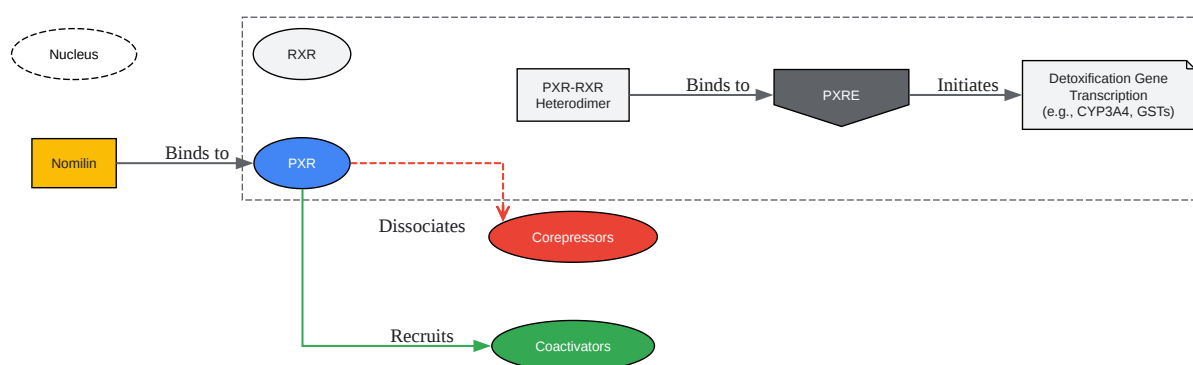 Nucleus
RXR
PXR-RXR
Heterodimer
Binds to
PXRE
Initiates
Detoxification Gene
Transcription
(e.g., CYP3A4, GSTs)
Nomilin
Binds to
PXR
Dissociates
Corepressors
Recruits
Coactivators